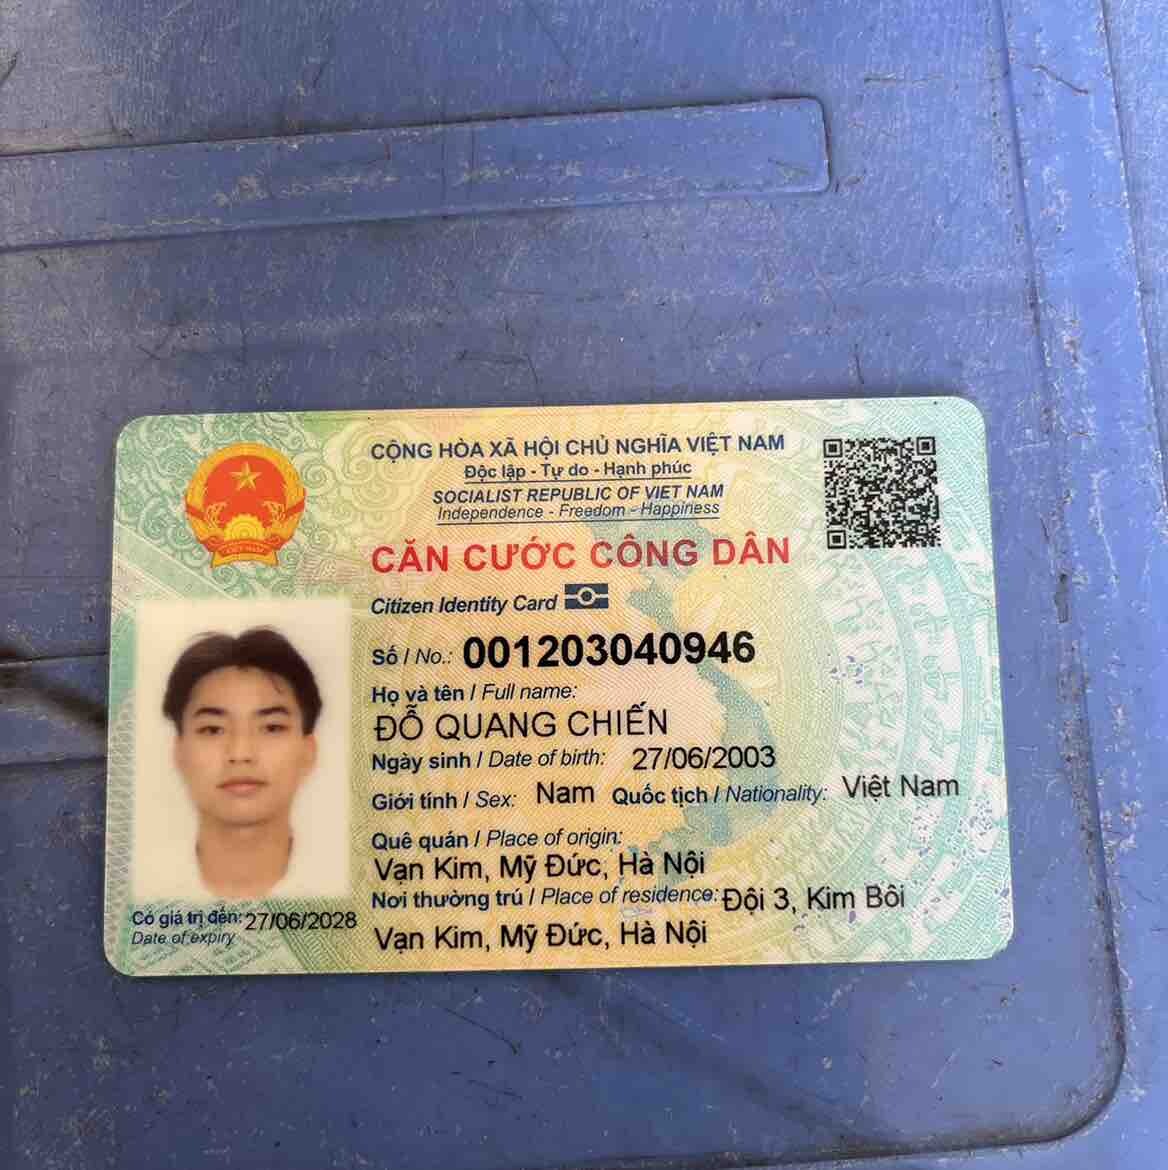 CỘNG HÒA XÃ HỘI CHỦ NGHĨA VIỆT NAM
Độc lập - Tự do - Hạnh phúc
SOCIALIST REPUBLIC OF VIET NAM
Independence - Freedom - Happiness
CĂN CƯỚC CÔNG DÂN
Citizen Identity Card
Số / No.: 001203040946
Họ và tên / Full name:
ĐỖ QUANG CHIẾN
Ngày sinh / Date of birth: 27/06/2003
Giới tính / Sex: Nam Quốc tịch / Nationality: Việt Nam
Quê quán / Place of origin:
Vạn Kim, Mỹ Đức, Hà Nội
Nơi thường trú / Place of residence: Đội 3, Kim Bôi
Vạn Kim, Mỹ Đức, Hà Nội
Có giá trị đến: 27/06/2028
Date of expiry
VIỆT NAM